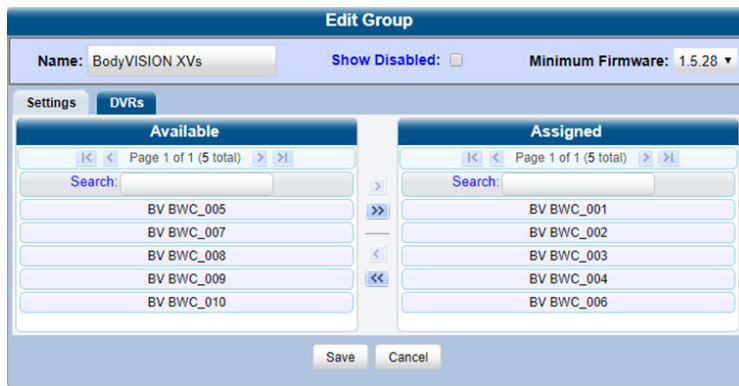 Edit Group
Name: BodyVISION XVs Show Disabled: Minimum Firmware: 1.5.28
Settings DVRs
Available Assigned
Page 1 of 1 (5 total) Page 1 of 1 (5 total)
Search: Search:
BV BWC_005 BV BWC_001
BV BWC_007 BV BWC_002
BV BWC_008 BV BWC_003
BV BWC_009 BV BWC_004
BV BWC_010 BV BWC_006
Save Cancel